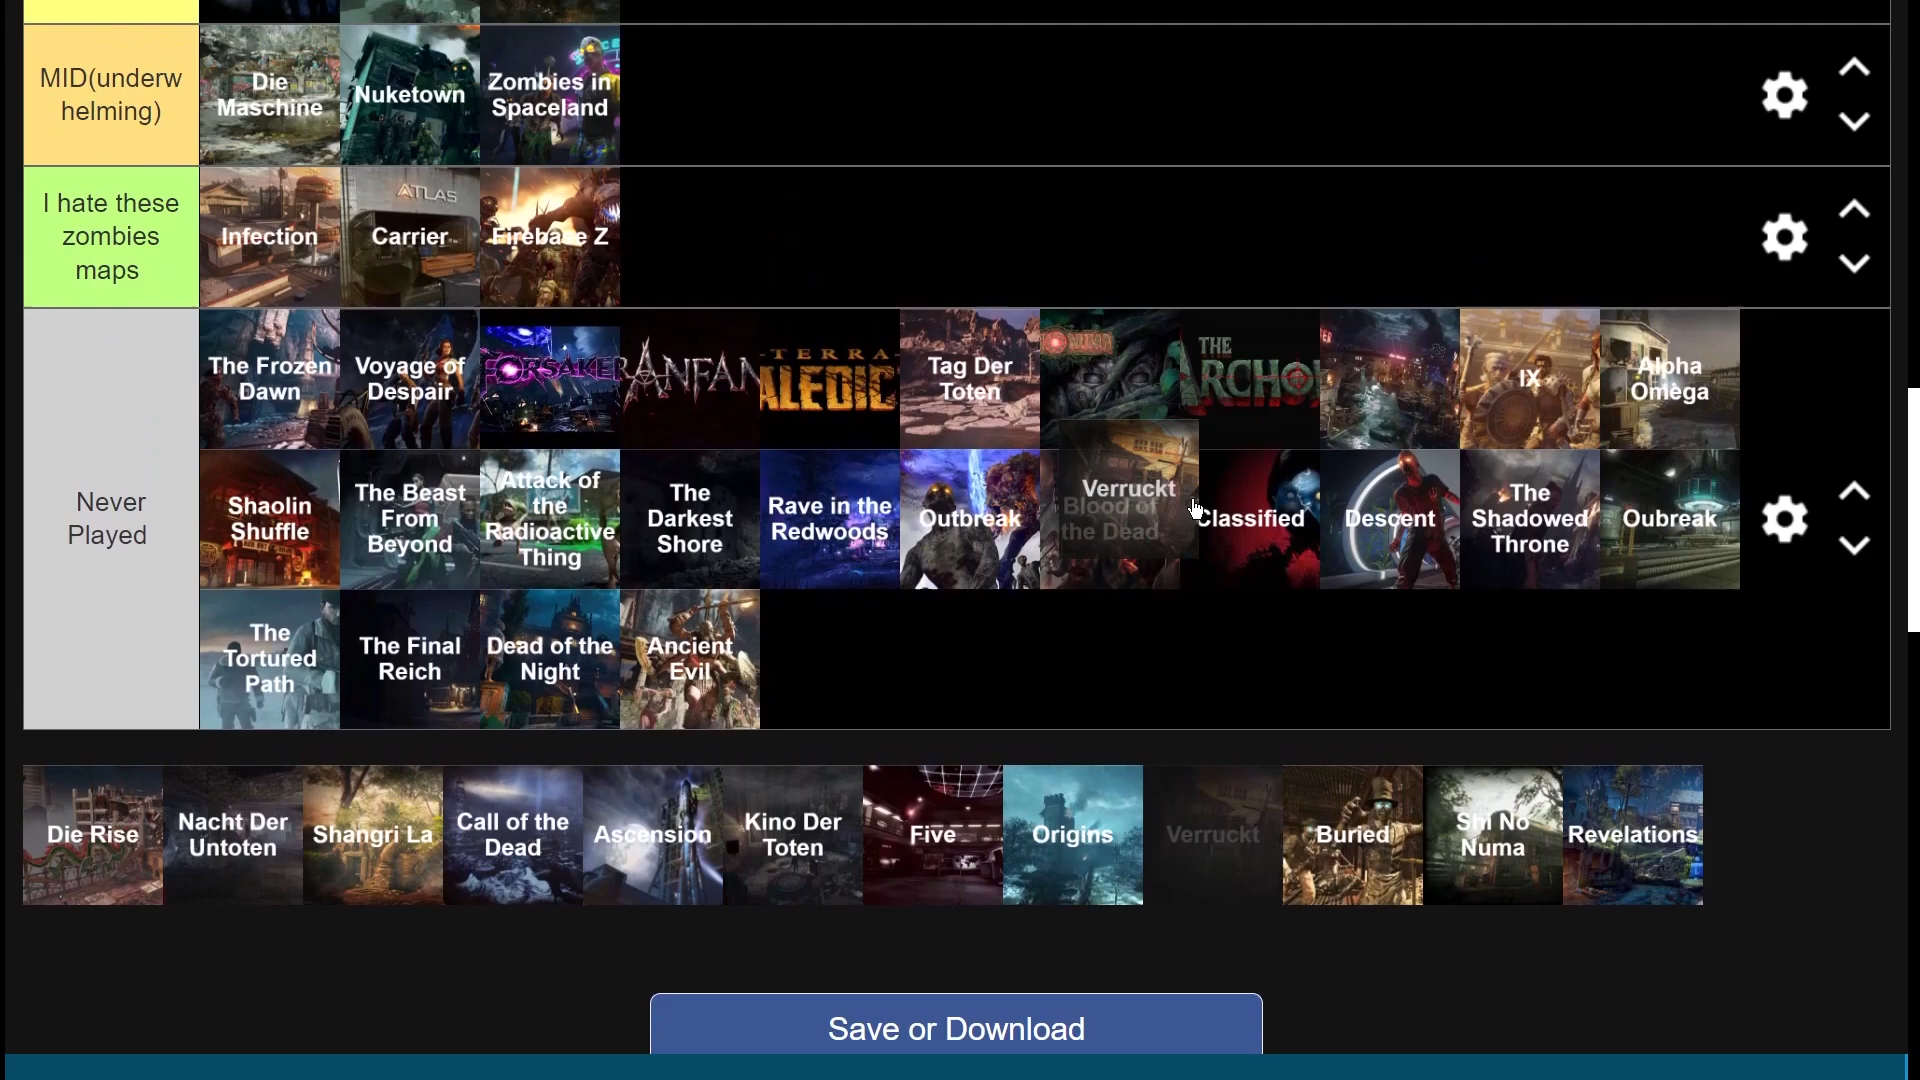 MID(underw
helming)
Die
Maschine
Nuketown
Zombies in
Spaceland
I hate these
zombies
maps
Infection
ATLAS
Carrier
Firebase Z
Never
Played
The Frozen
Dawn
Voyage of
Despair
FORSAKEN
RANFAN
TERRA
ALEDIC
Tag Der
Toten
THE
ARCHO
IX
Alpha
Omega
Shaolin
Shuffle
The Beast
From
Beyond
Attack of
the
Radioactive
Thing
The
Darkest
Shore
Rave in the
Redwoods
Outbreak
Verruckt
Blood of
the Dead
Classified
Descent
The
Shadowed
Throne
Oubreak
The
Tortured
Path
The Final
Reich
Dead of the
Night
Ancient
Evil
Die Rise
Nacht Der
Untoten
Shangri La
Call of the
Dead
Ascension
Kino Der
Toten
Five
Origins
Verruckt
Buried
Shi No
Numa
Revelations
Save or Download